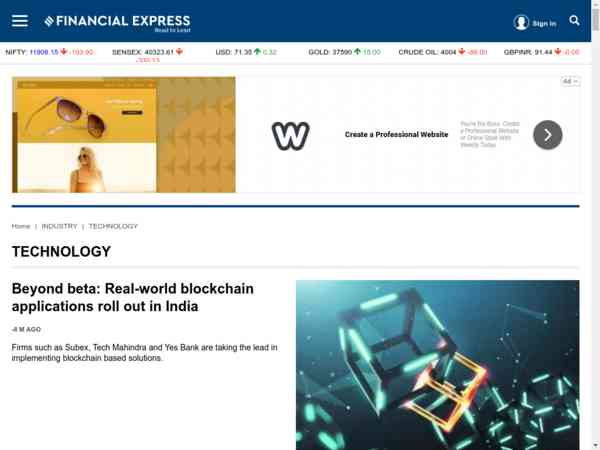 FINANCIAL EXPRESS
Read to Lead
Sign In
NIFTY: 11908.15 -103.90 SENSEX: 40323.61 -330.13 USD: 71.35 0.32 GOLD: 37590 15.00 CRUDE OIL: 4004 -86.00 GBPINR: 91.44 -0.06
Ad
Create a Professional Website
You're the Boss. Create a Professional Website or Online Store With Weebly Today.
Home | INDUSTRY | TECHNOLOGY
TECHNOLOGY
Beyond beta: Real-world blockchain
applications roll out in India
M AGO
Firms such as Subex, Tech Mahindra and Yes Bank are taking the lead in
implementing blockchain based solutions.